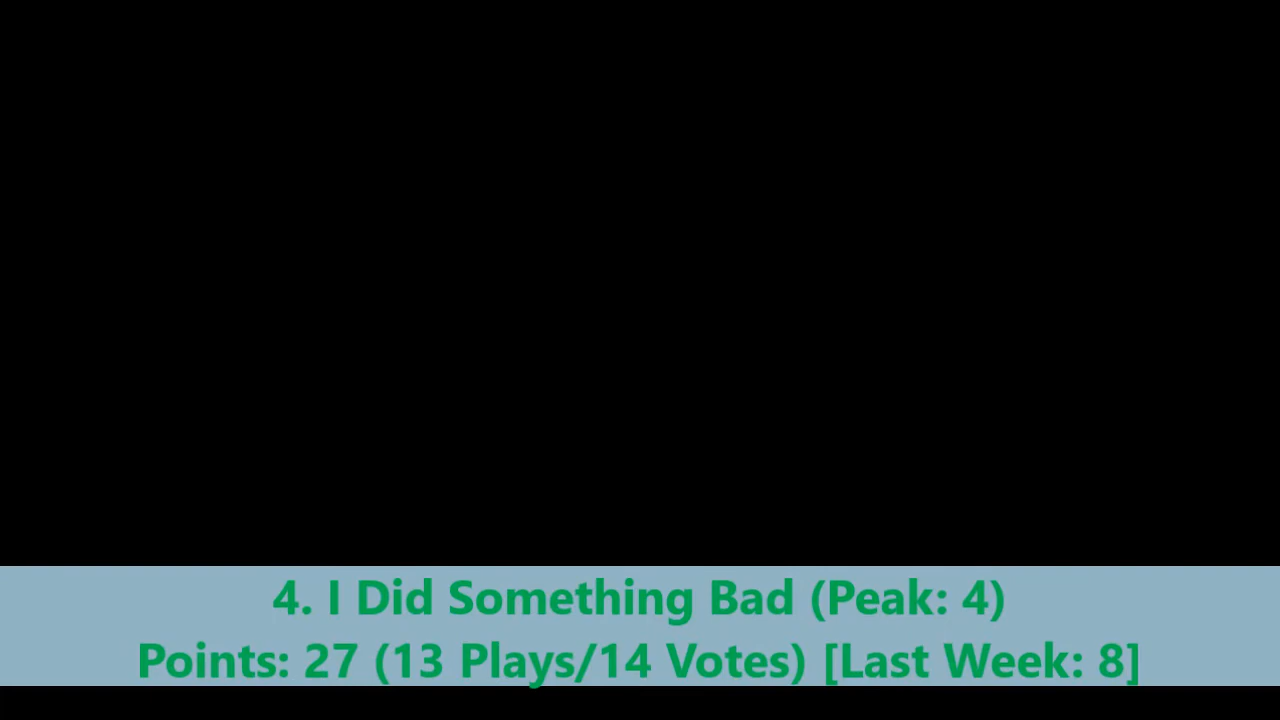 4. I Did Something Bad (Peak: 4)
Points: 27 (13 Plays/14 Votes) [Last Week: 8]